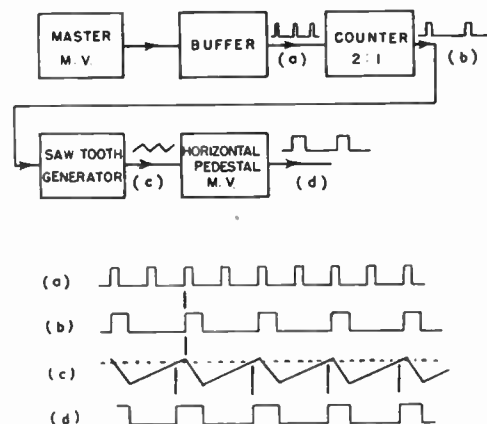 MASTER
M. V.
BUFFER
(a)
COUNTER
2 : 1
(b)
SAW TOOTH
GENERATOR
(c)
HORIZONTAL
PEDESTAL
M. V.
(d)
(a)
(b)
(c)
(d)